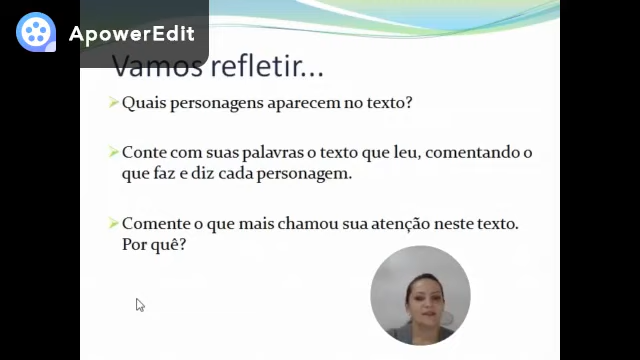 ApowerEdit
Vamos refletir...
Quais personagens aparecem no texto?
Conte com suas palavras o texto que leu, comentando o
que faz e diz cada personagem.
Comente o que mais chamou sua atenção neste texto.
Por quê?